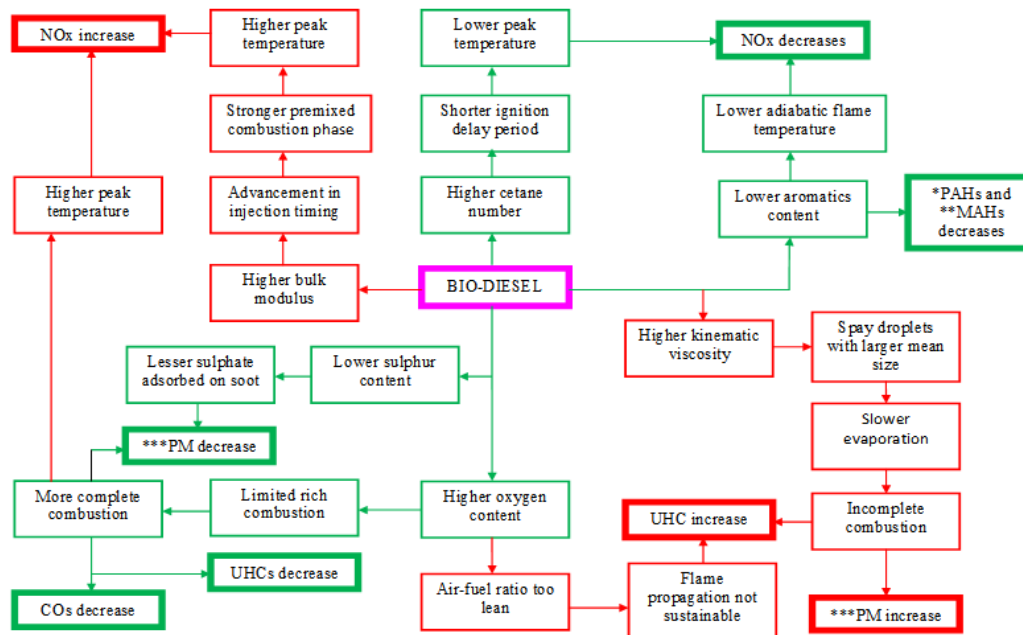 NOx increase
Higher peak
temperature
Lower peak
temperature
NOx decreases
Stronger premixed
combustion phase
Shorter ignition
delay period
Lower adiabatic flame
temperature
Higher peak
temperature
Advancement in
injection timing
Higher cetane
number
Lower aromatics
content
*PAHs and
**MAHs
decreases
Higher bulk
modulus
BIO-DIESEL
Higher kinematic
viscosity
Spay droplets
with larger mean
size
Lesser sulphate
adsorbed on soot
Lower sulphur
content
Slower
evaporation
***PM decrease
More complete
combustion
Limited rich
combustion
Higher oxygen
content
UHC increase
Incomplete
combustion
UHCs decrease
COs decrease
Air-fuel ratio too
lean
Flame
propagation not
sustainable
***PM increase